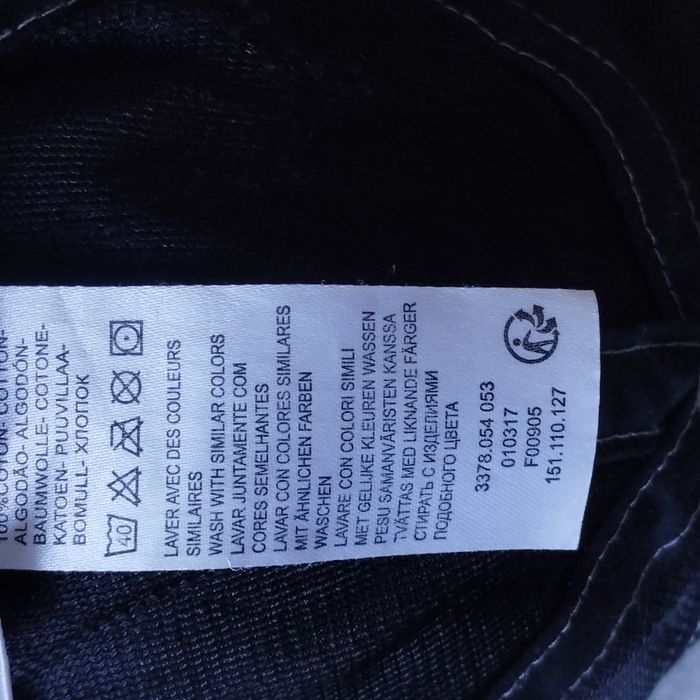 100%COTON- COTTON-
ALGODÃO- ALGODÓN-
BAUMWOLLE- COTONE-
KATOEN- PUUVILLAA-
BOMULL- ХЛОПОК
40
LAVER AVEC DES COULEURS
SIMILAIRES
WASH WITH SIMILAR COLORS
LAVAR JUNTAMENTE COM
CORES SEMELHANTES
LAVAR CON COLORES SIMILARES
MIT ÄHNLICHEN FARBEN
WASCHEN
LAVARE CON COLORI SIMILI
MET GELIJKE KLEUREN WASSEN
PESU SAMANVÄRISTEN KANSSA
TVÄTTAS MED LIKNANDE FÄRGER
СТИРАТЬ С ИЗДЕЛИЯМИ
ПОДОБНОГО ЦВЕТА
3378.054 053
010317
F00905
151.110.127